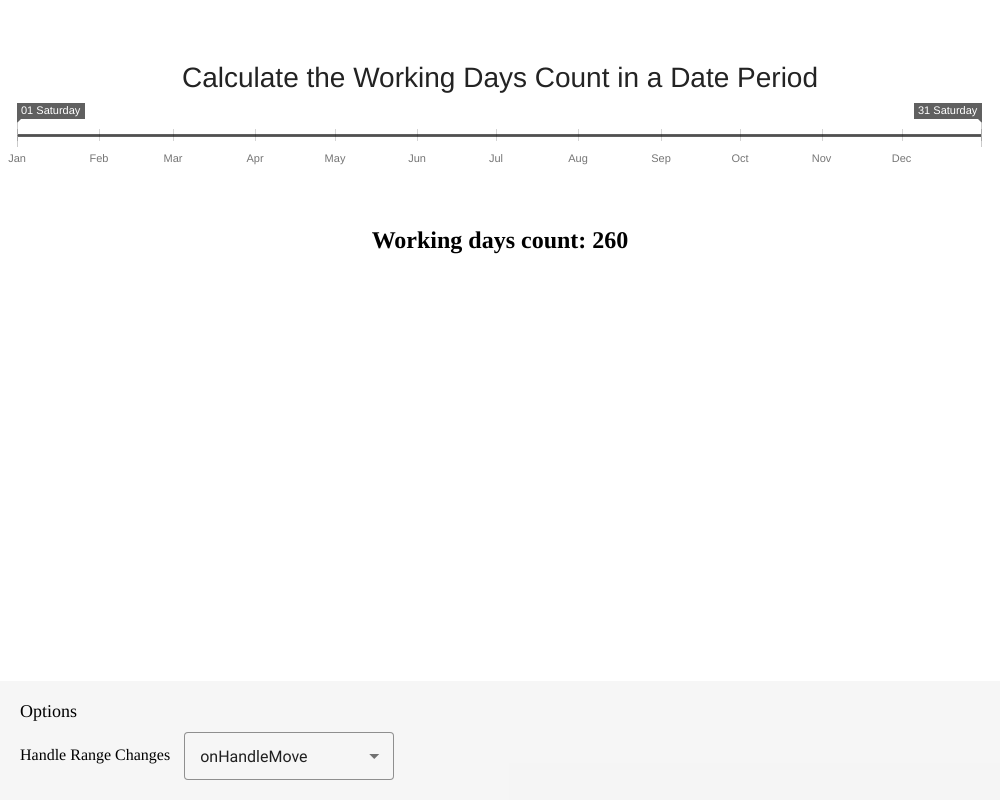 Calculate the Working Days Count in a Date Period
01 Saturday 31 Saturday
Jan Feb Mar Apr May Jun Jul Aug Sep Oct Nov Dec
Working days count: 260
Options
Handle Range Changes onHandleMove